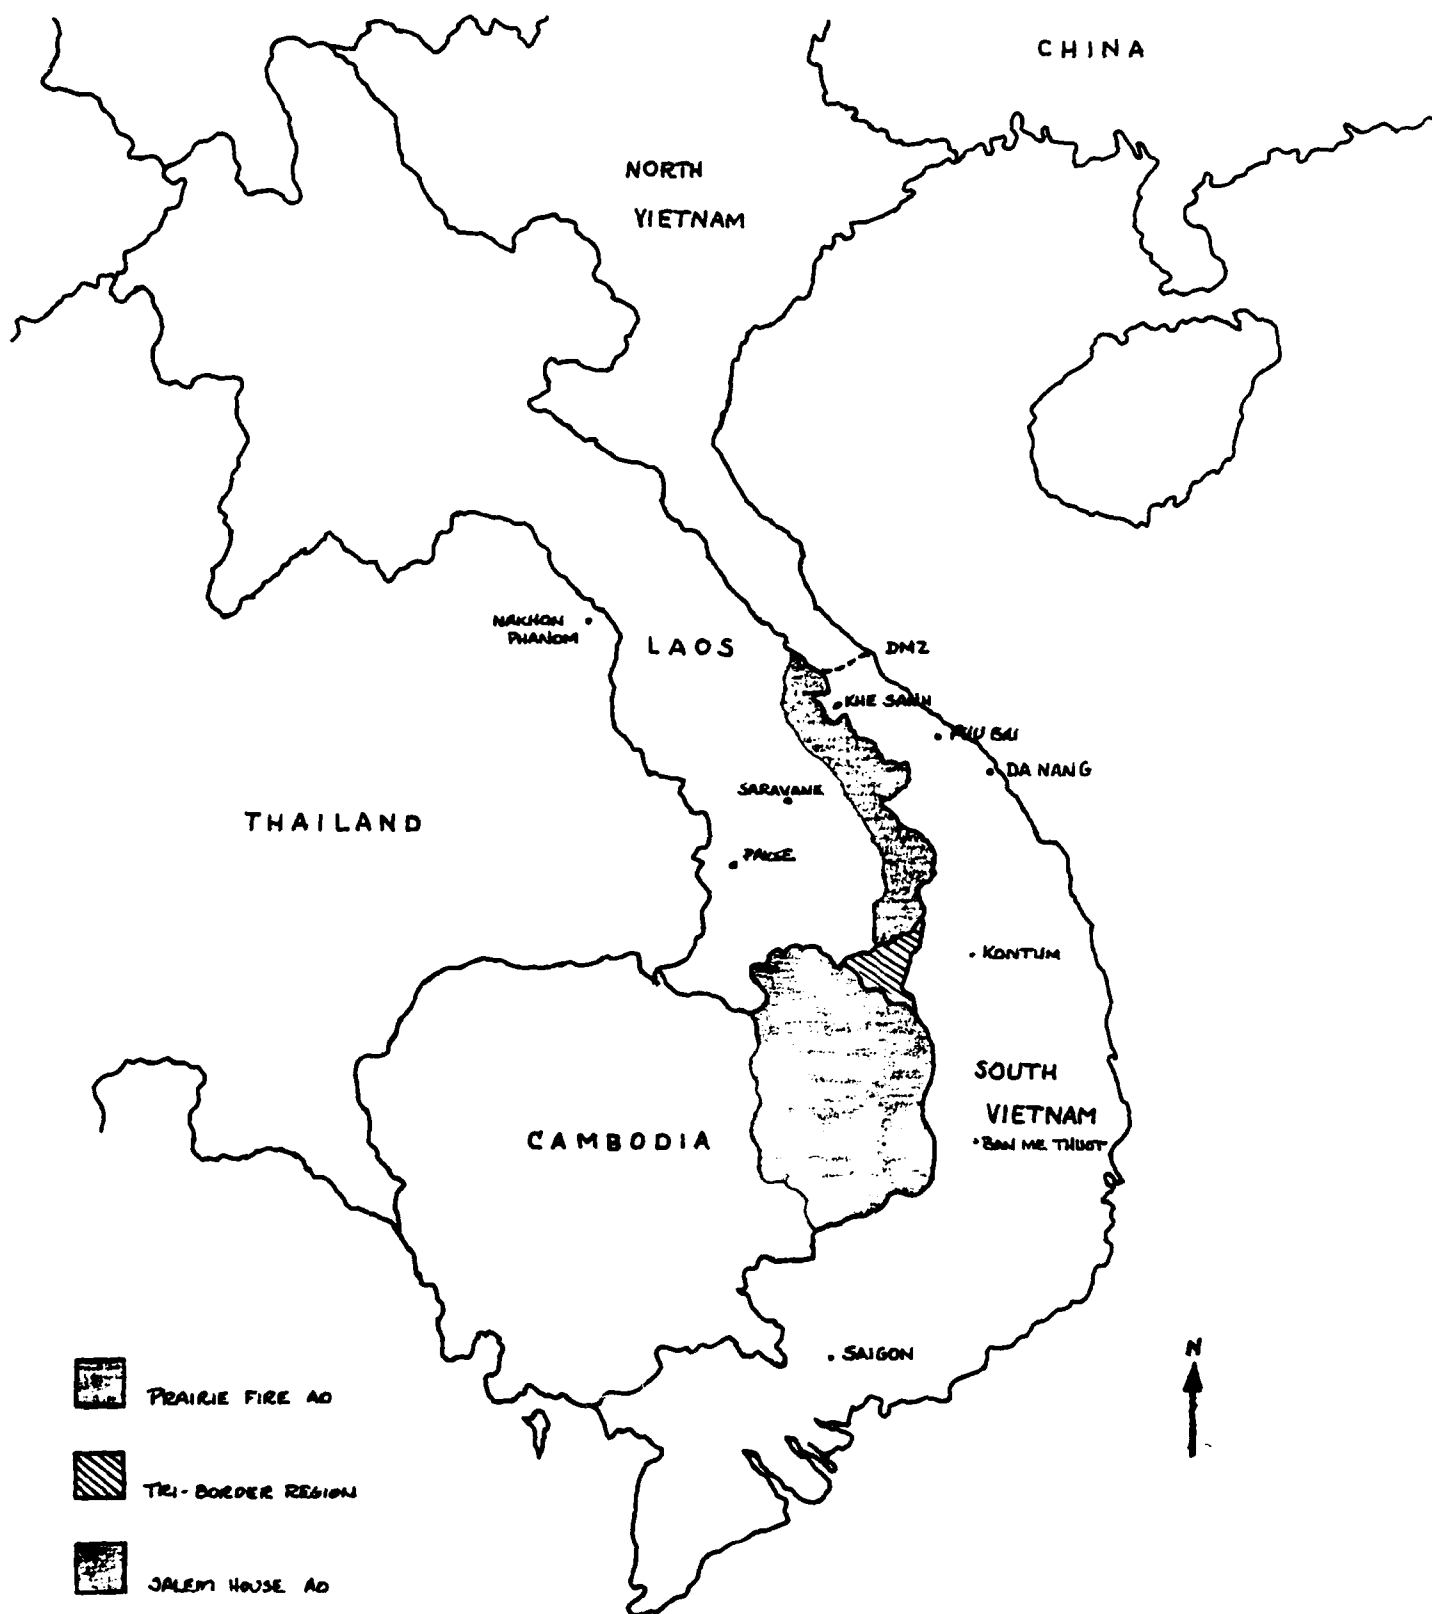 CHINA
NORTH
VIETNAM
NAKHON
PHANOM
LAOS
DMZ
KHE SANH
PHU BAI
DA NANG
SARAVANE
THAILAND
PAKSE
KONTUM
SOUTH
VIETNAM
CAMBODIA
BAN ME THUOT
SAIGON
N
PRAIRIE FIRE AO
TRI-BORDER REGION
SALEM HOUSE AO